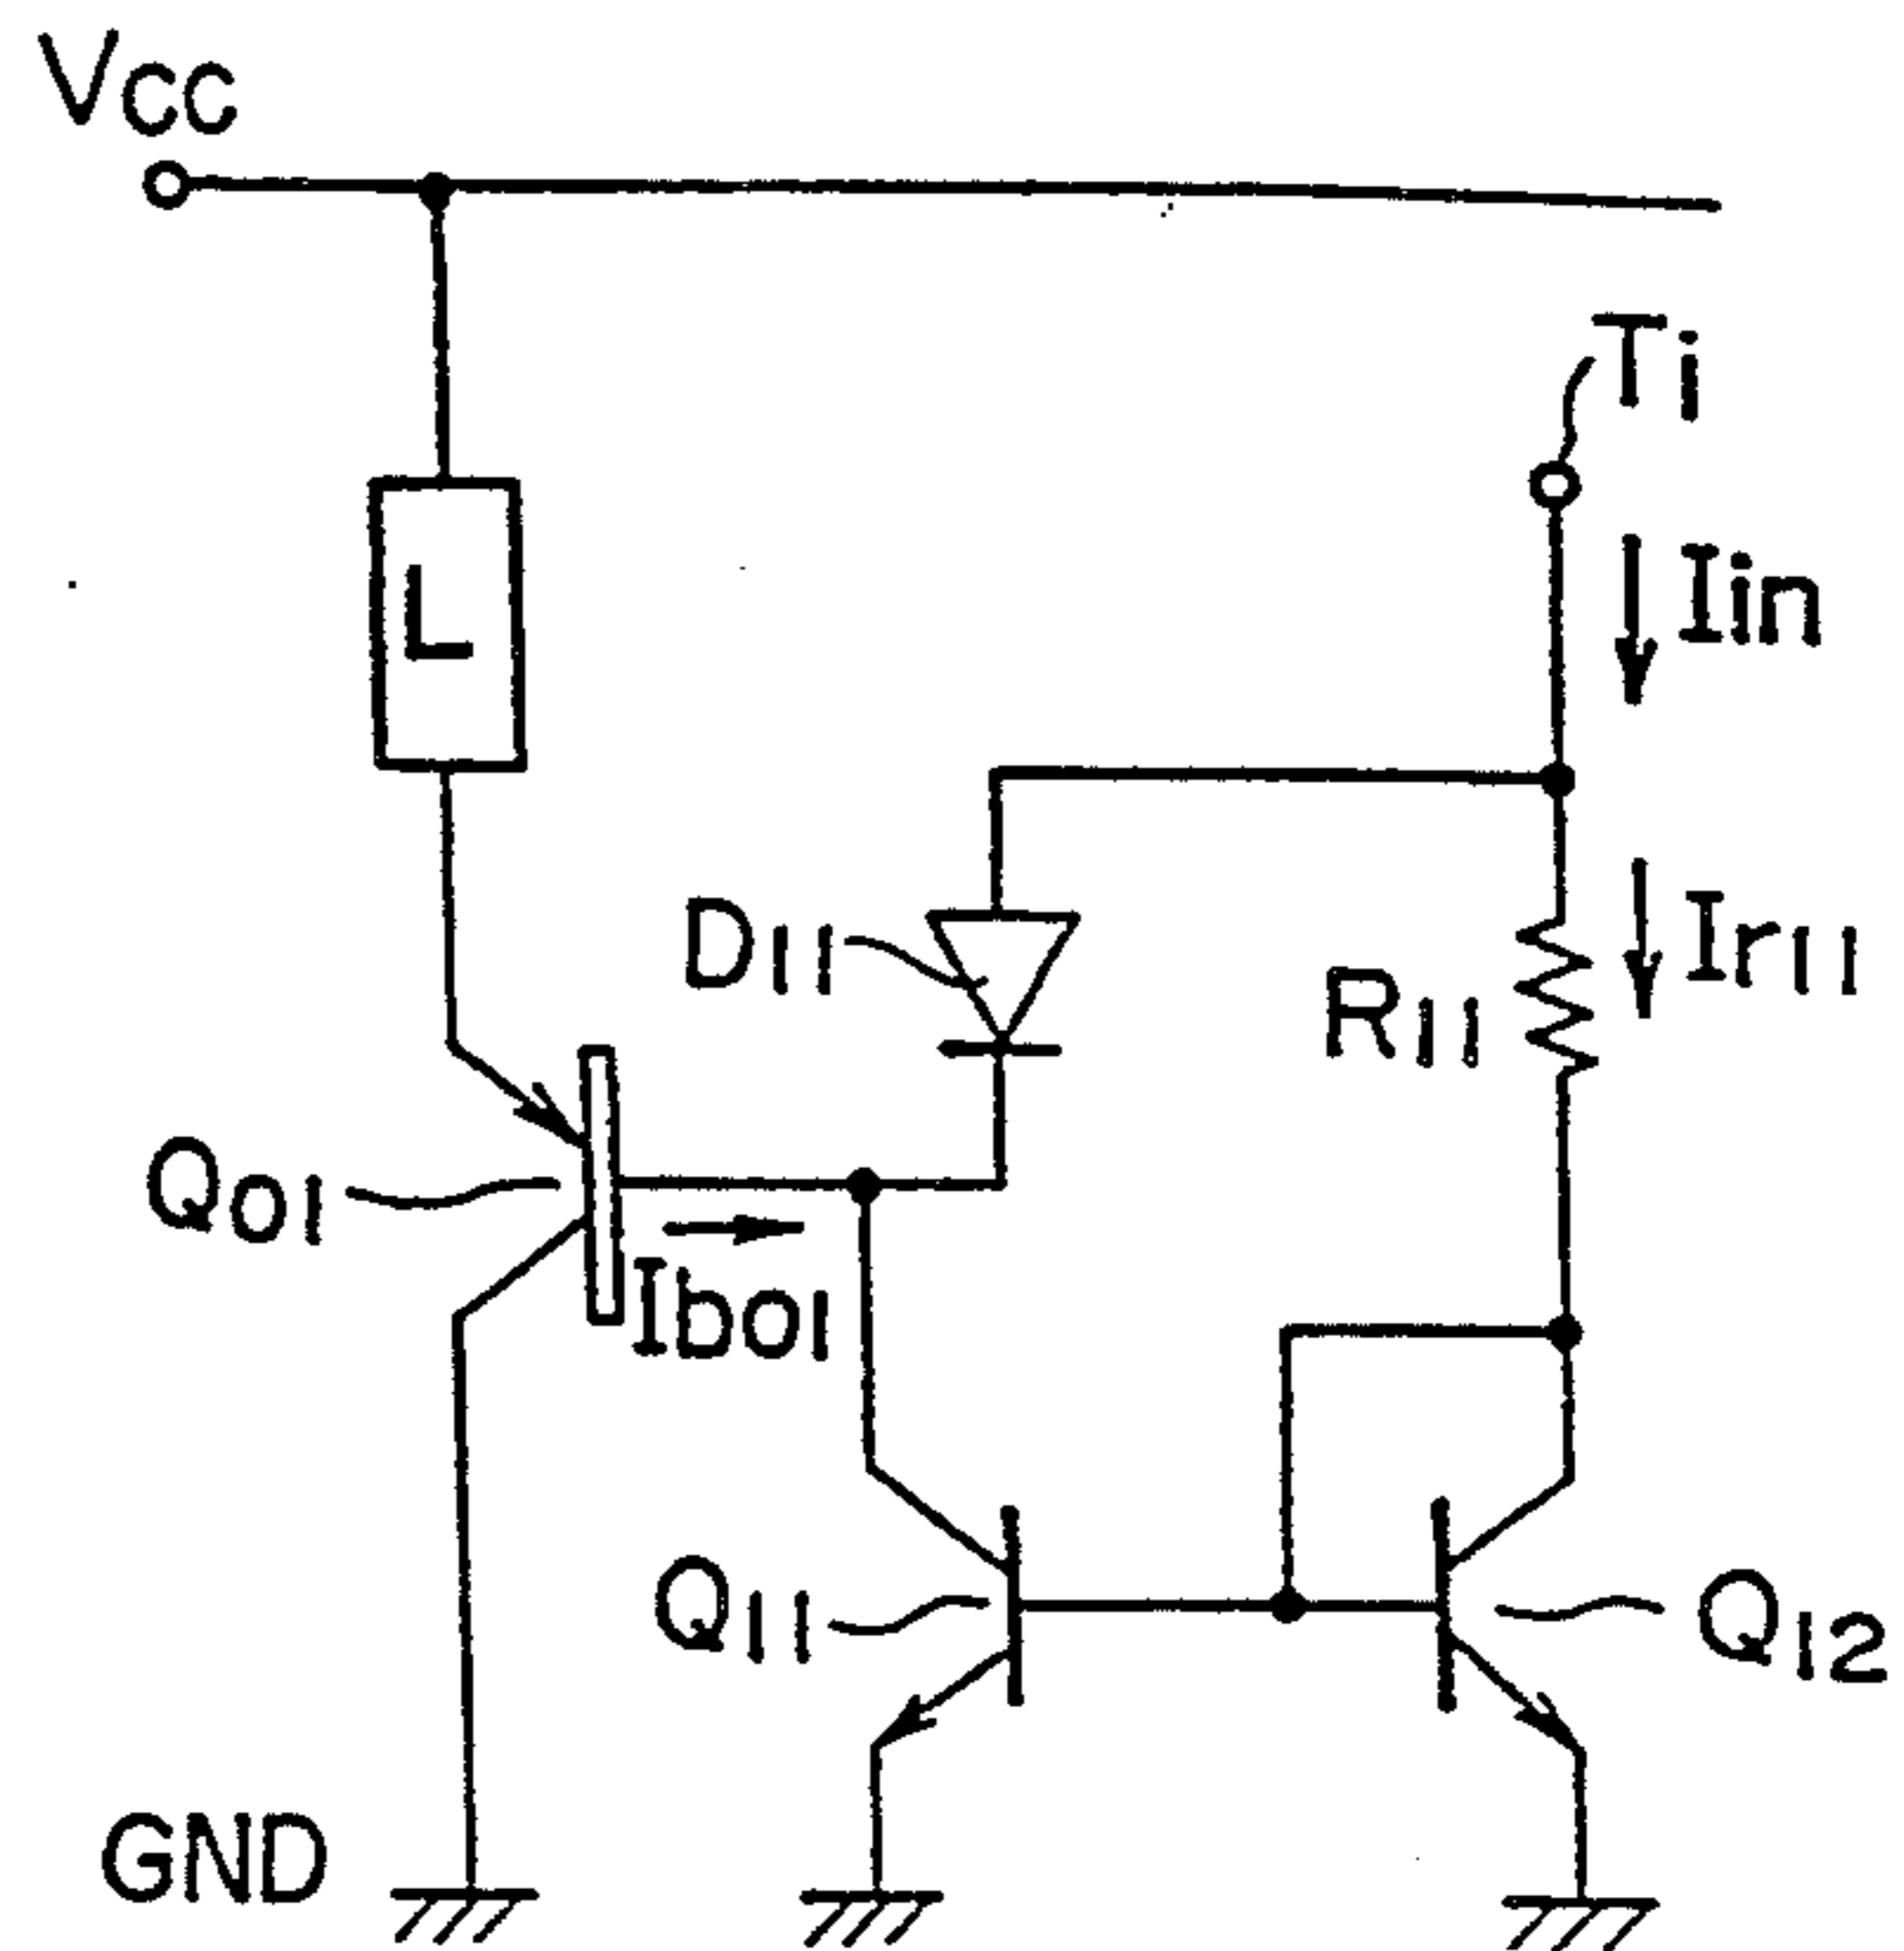 Vcc
Ti
L
Iin
D11
R11
Ir11
Q01
Ib01
Q11
Q12
GND